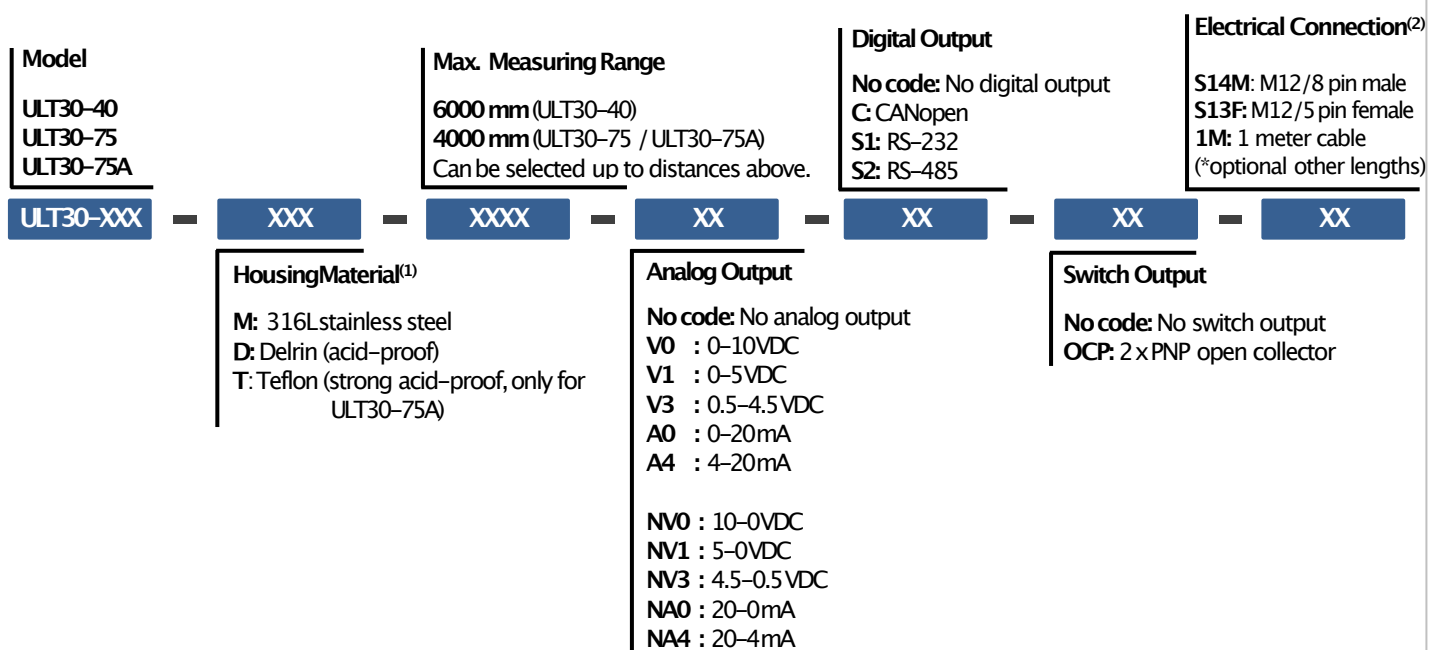 Model
ULT30–40
ULT30–75
ULT30–75A
Max. Measuring Range
6000 mm (ULT30–40)
4000 mm (ULT30–75 / ULT30–75A)
Can be selected up to distances above.
Digital Output
No code: No digital output
C: CANopen
S1: RS–232
S2: RS–485
Electrical Connection(2)
S14M: M12/8 pin male
S13F: M12/5 pin female
1M: 1 meter cable
(*optional other lengths)
ULT30–XXX – XXX – XXXX – XX – XX – XX – XX
Housing Material(1)
M: 316L stainless steel
D: Delrin (acid–proof)
T: Teflon (strong acid–proof, only for
ULT30–75A)
Analog Output
No code: No analog output
V0 : 0–10VDC
V1 : 0–5VDC
V3 : 0.5–4.5VDC
A0 : 0–20mA
A4 : 4–20mA
NV0 : 10–0VDC
NV1 : 5–0VDC
NV3 : 4.5–0.5VDC
NA0 : 20–0mA
NA4 : 20–4mA
Switch Output
No code: No switch output
OCP: 2 x PNP open collector